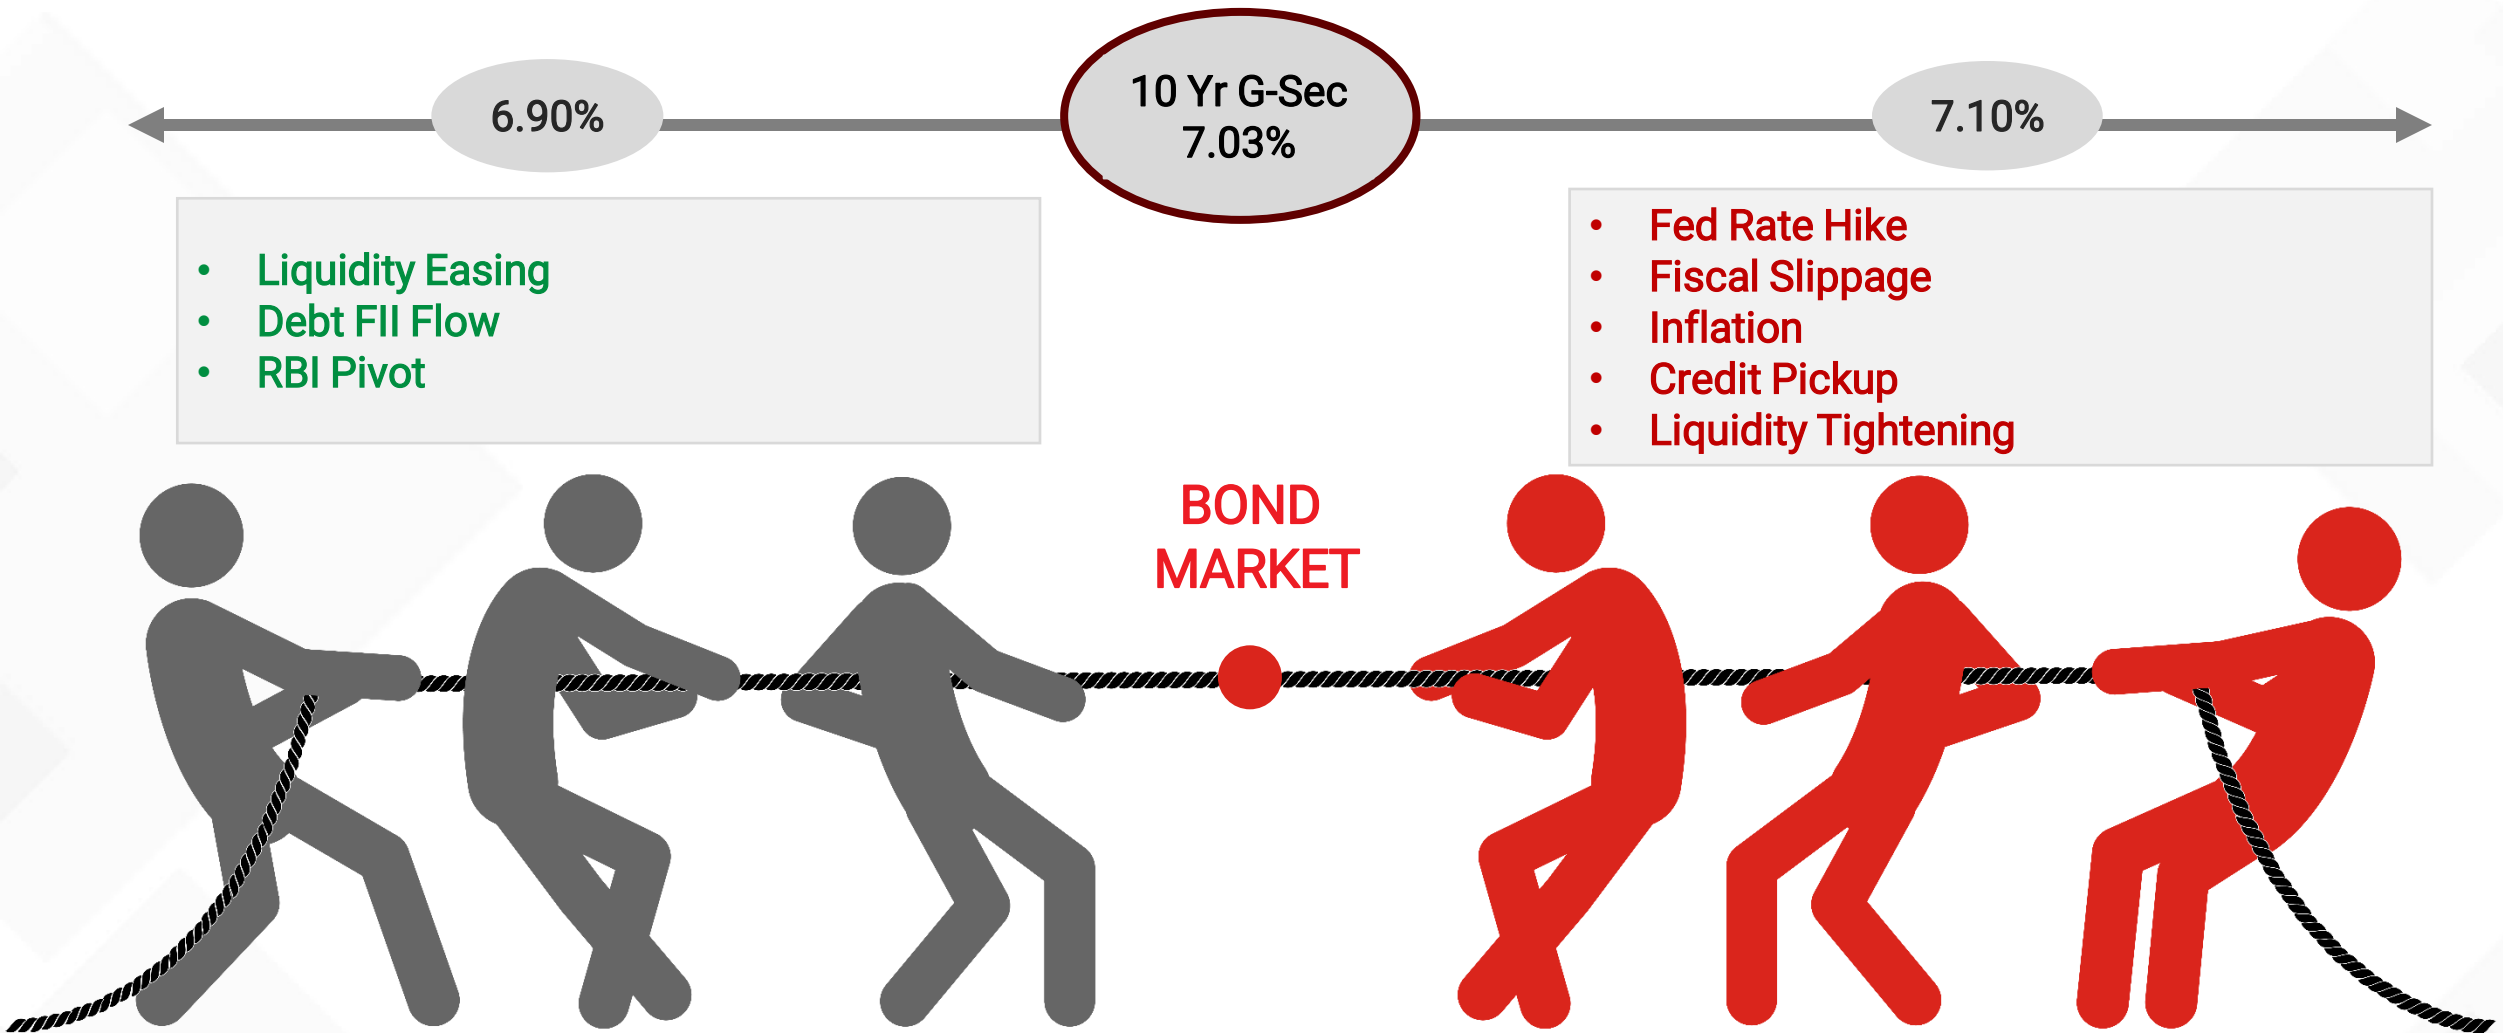 10 Yr G-Sec
7.03%
6.90%
7.10%
• Liquidity Easing
• Debt FII Flow
• RBI Pivot
• Fed Rate Hike
• Fiscal Slippage
• Inflation
• Credit Pickup
• Liquidity Tightening
BOND
MARKET